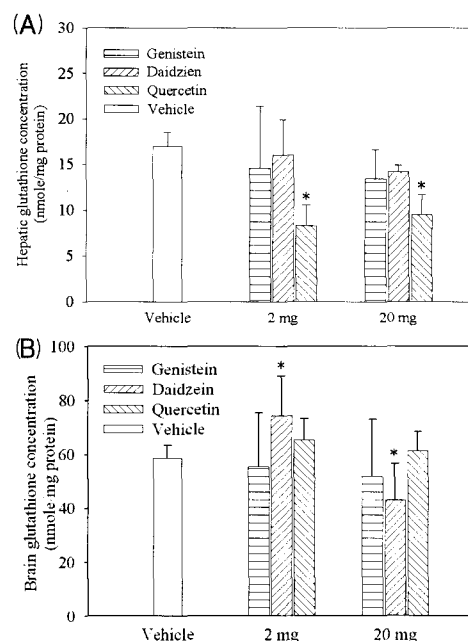 (A)
30
25
20
15
10
5
0
Hepatic glutathione concentration
(nmole/mg protein)
Genistein
Daidzien
Quercetin
Vehicle
*
*
Vehicle 2 mg 20 mg
(B)
100
80
60
40
20
0
Brain glutathione concentration
(nmole mg protein)
Genistein
Daidzein
Quercetin
Vehicle
*
*
Vehicle 2 mg 20 mg